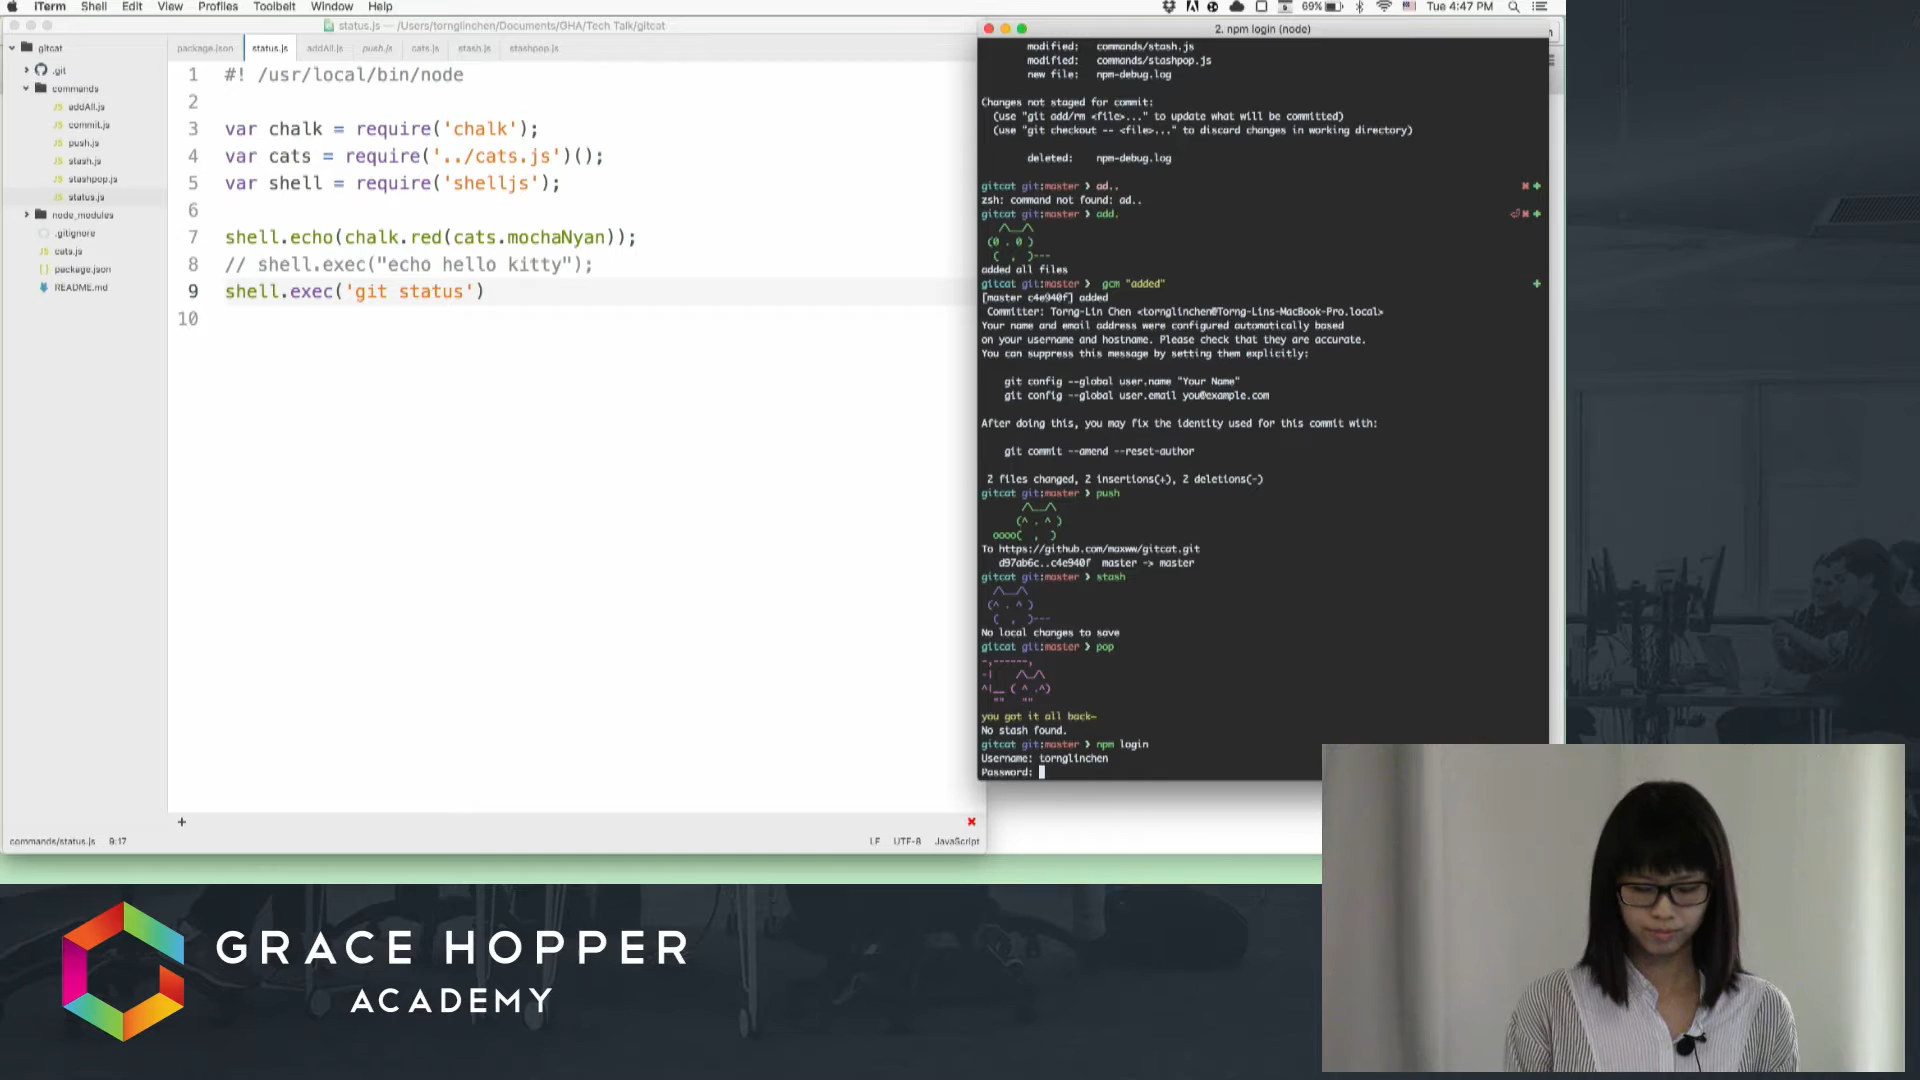 iTerm Shell Edit View Profiles Toolbelt Window Help
69% Tue 4:47 PM
status.js — /Users/tornglinchen/Documents/GHA/Tech Talk/gitcat
gitcat
.git
commands
addAll.js
commit.js
push.js
stash.js
stashpop.js
status.js
node_modules
.gitignore
cats.js
package.json
README.md
package.json status.js addAll.js push.js cats.js stash.js stashpop.js
1 #! /usr/local/bin/node
2
3 var chalk = require('chalk');
4 var cats = require('../cats.js')();
5 var shell = require('shelljs');
6
7 shell.echo(chalk.red(cats.mochaNyan));
8 // shell.exec("echo hello kitty");
9 shell.exec('git status')
10
commands/status.js 9:17
LF UTF-8 JavaScript
2. npm login (node)
modified: commands/stash.js
modified: commands/stashpop.js
new file: npm-debug.log
Changes not staged for commit:
(use "git add/rm <file>..." to update what will be committed)
(use "git checkout -- <file>..." to discard changes in working directory)
deleted: npm-debug.log
gitcat git:master ❯ ad..
zsh: command not found: ad..
gitcat git:master ❯ add.
/\__/\
(0 . 0 )
( , )---
added all files
gitcat git:master ❯ gcm "added"
[master c4e940f] added
Committer: Torng-Lin Chen <tornglinchen@Torng-Lins-MacBook-Pro.local>
Your name and email address were configured automatically based
on your username and hostname. Please check that they are accurate.
You can suppress this message by setting them explicitly:
git config --global user.name "Your Name"
git config --global user.email you@example.com
After doing this, you may fix the identity used for this commit with:
git commit --amend --reset-author
2 files changed, 2 insertions(+), 2 deletions(-)
gitcat git:master ❯ push
/\__/\
(^ . ^ )
oooo( , )
To https://github.com/maxww/gitcat.git
d97ab6c..c4e940f master -> master
gitcat git:master ❯ stash
/\__/\
(^ . ^ )
( , )---
No local changes to save
gitcat git:master ❯ pop
-,------,
-| /\_/\
^|__( ^ .^)
"" ""
you got it all back~
No stash found.
gitcat git:master ❯ npm login
Username: tornglinchen
Password:
GRACE HOPPER
ACADEMY